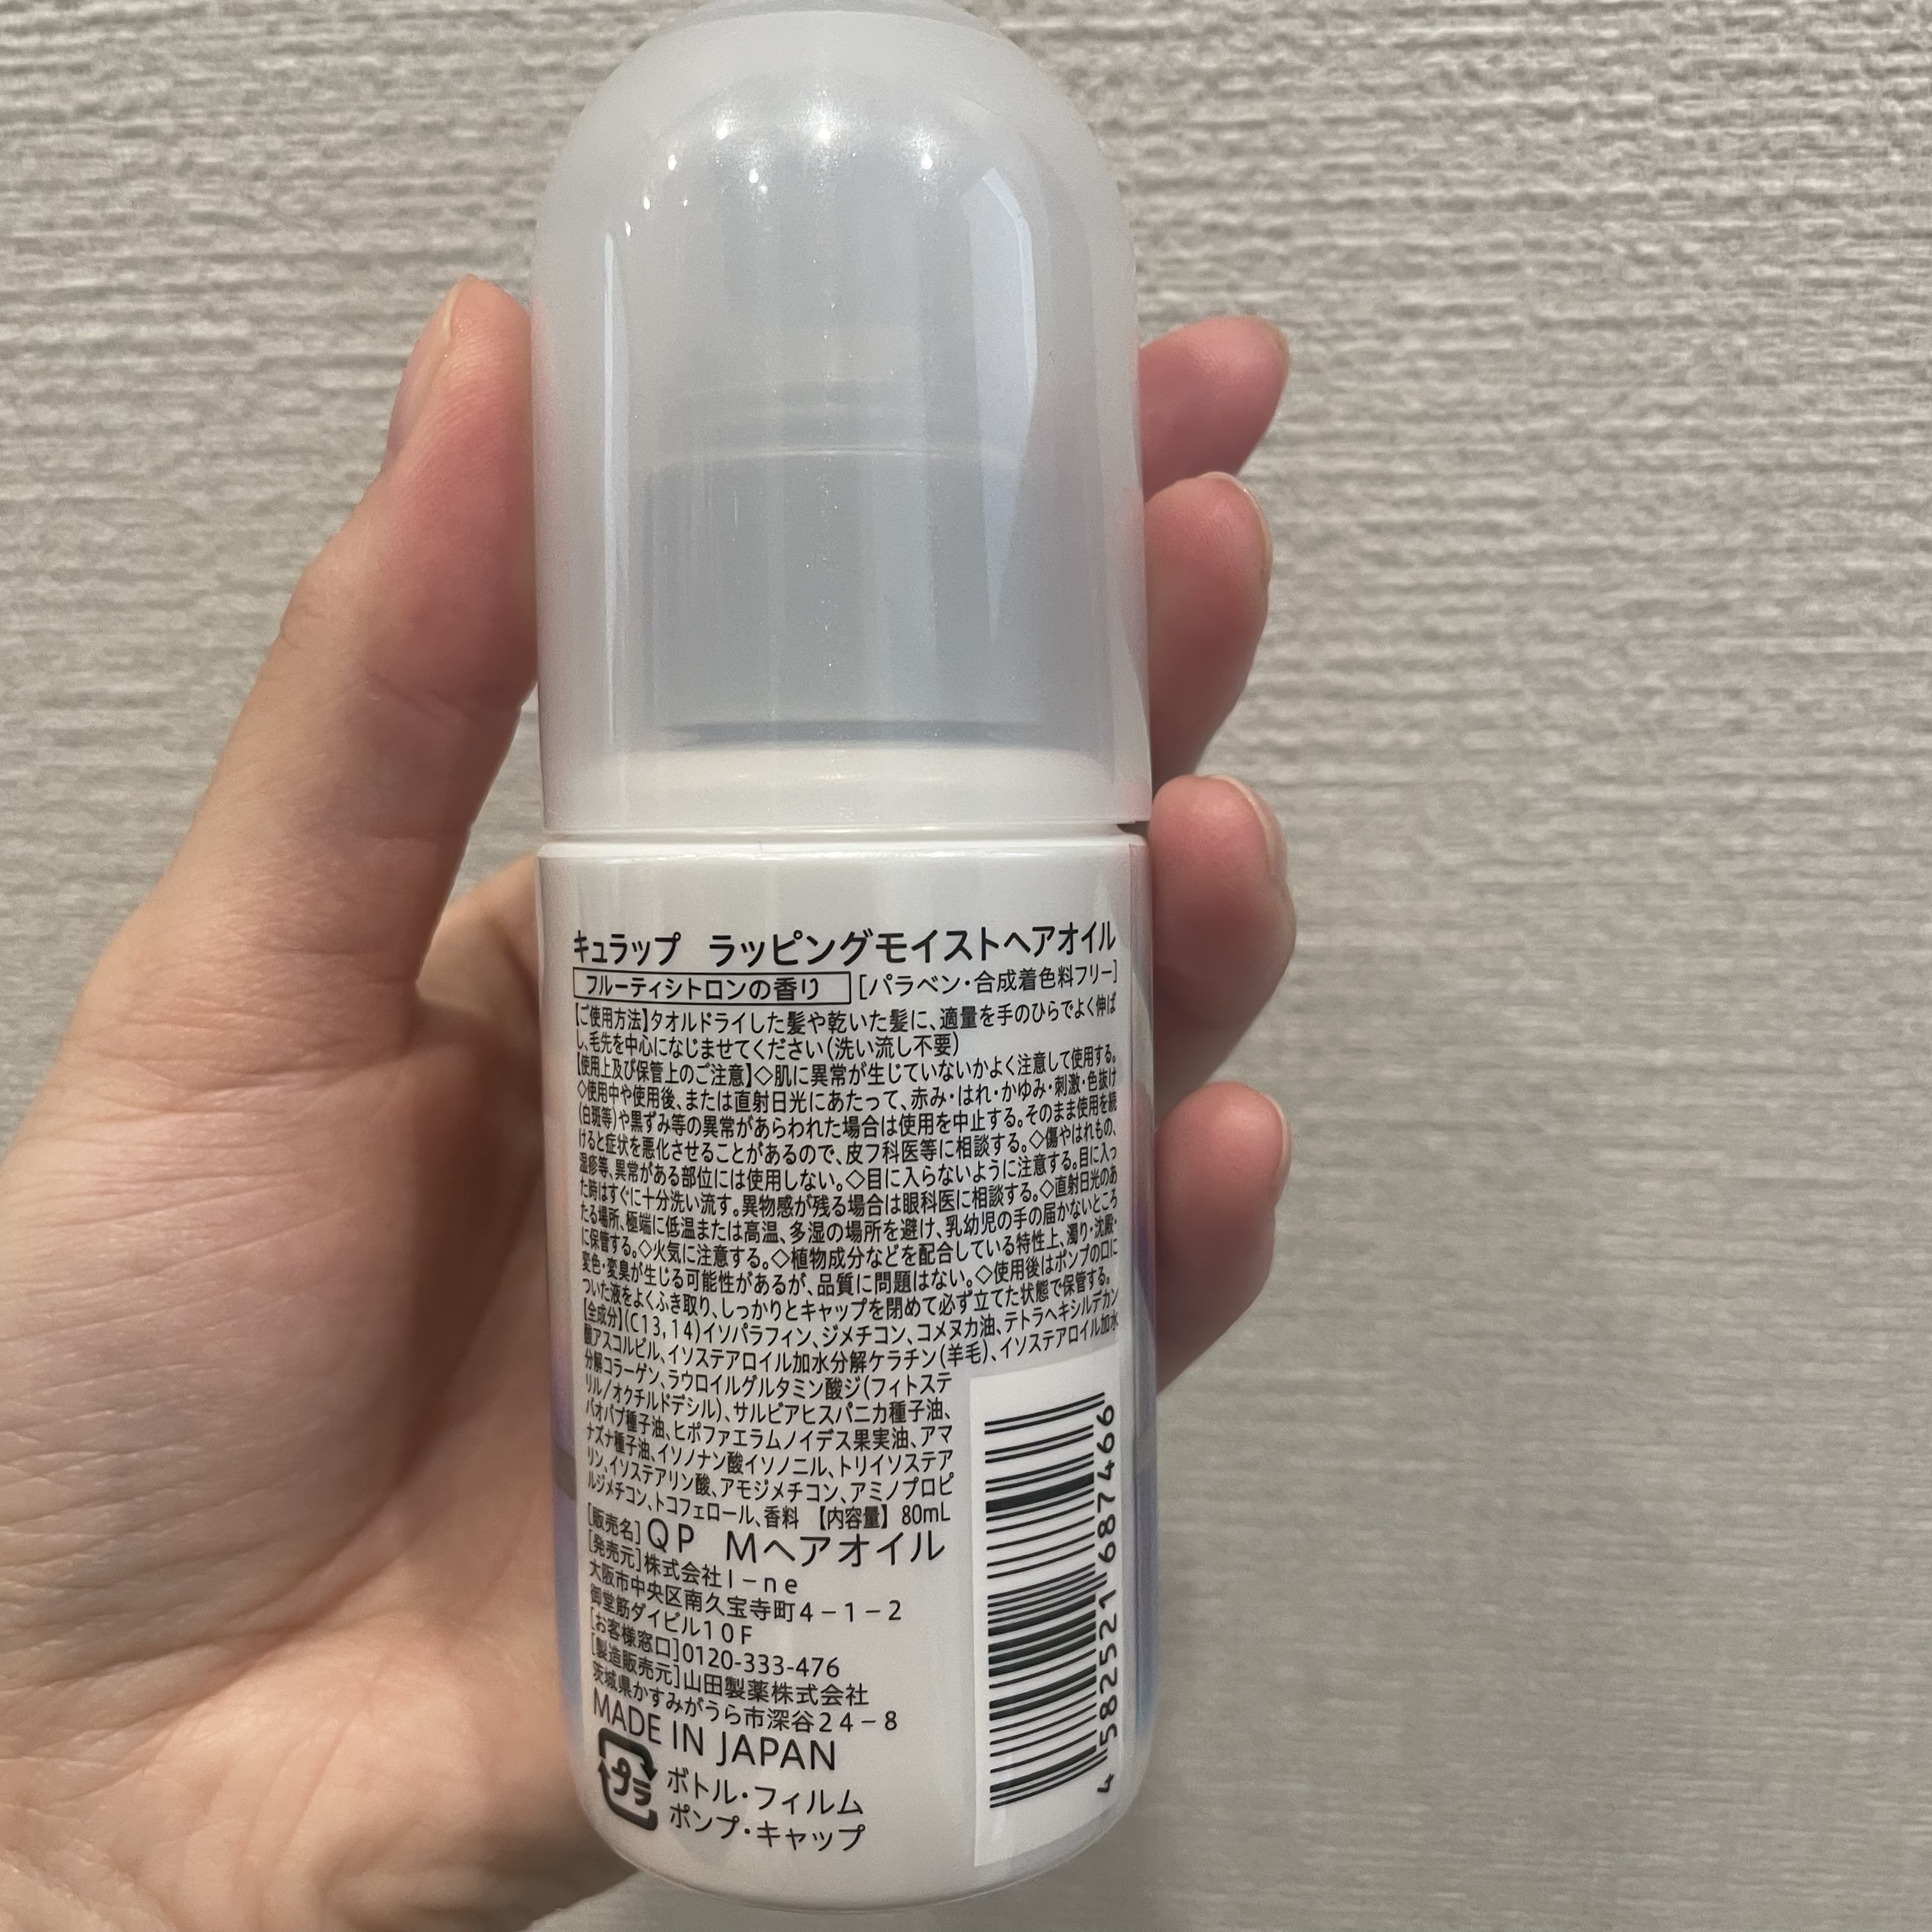 キュラップ　ラッピングモイストヘアオイル
フルーティシトロンの香り [パラベン・合成着色料フリー]
【ご使用方法】タオルドライした髪や乾いた髪に、適量を手のひらでよく伸ば
し、毛先を中心になじませてください(洗い流し不要)
【使用上及び保管上のご注意】◇肌に異常が生じていないかよく注意して使用する。
◇使用中や使用後、または直射日光にあたって、赤み・はれ・かゆみ・刺激・色抜け
(白斑等)や黒ずみ等の異常があらわれた場合は使用を中止する。そのまま使用を続
けると症状を悪化させることがあるので、皮フ科医等に相談する。◇傷やはれもの、
湿疹等、異常がある部位には使用しない。◇目に入らないように注意する。目に入っ
た時はすぐに十分洗い流す。異物感が残る場合は眼科医に相談する。◇直射日光のあ
たる場所、極端に低温または高温、多湿の場所を避け、乳幼児の手の届かないところ
に保管する。◇火気に注意する。◇植物成分などを配合している特性上、濁り・沈殿・
変色・変臭が生じる可能性があるが、品質に問題はない。◇使用後はポンプの口に
ついた液をよくふき取り、しっかりとキャップを閉めて必ず立てた状態で保管する。
【全成分】(C13,14)イソパラフィン、ジメチコン、コメヌカ油、テトラヘキシルデカン
酸アスコルビル、イソステアロイル加水分解ケラチン(羊毛)、イソステアロイル加水
分解コラーゲン、ラウロイルグルタミン酸ジ(フィトステ
リル/オクチルドデシル)、サルビアヒスパニカ種子油、
バオバブ種子油、ヒポファエラムノイデス果実油、アマ
ナズナ種子油、イソノナン酸イソノニル、トリイソステア
リン、イソステアリン酸、アモジメチコン、アミノプロピ
ルジメチコン、トコフェロール、香料 【内容量】 80mL
[販売名]QP　Mヘアオイル
[発売元]株式会社I－ne
大阪市中央区南久宝寺町4－1－2
御堂筋ダイビル10F
[お客様窓口]0120-333-476
[製造販売元]山田製薬株式会社
茨城県かすみがうら市深谷24－8
MADE IN JAPAN
プラ ボトル・フィルム
ポンプ・キャップ
4 582521 687466